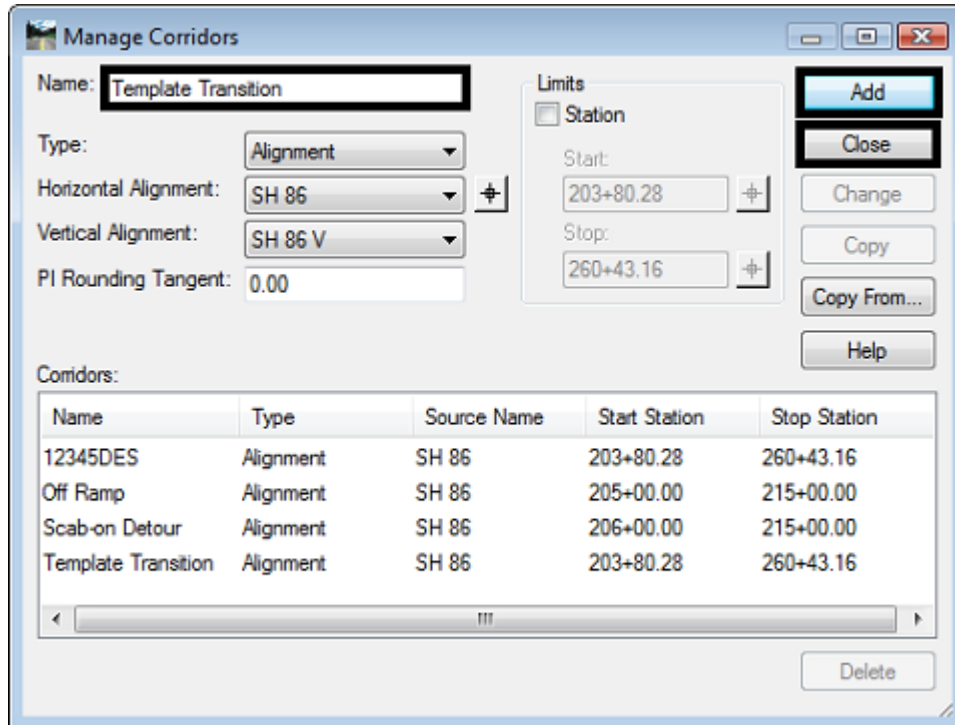 Manage Corridors
Name: Template Transition
Type: Alignment
Horizontal Alignment: SH 86
Vertical Alignment: SH 86 V
PI Rounding Tangent: 0.00
Limits
Station
Start:
203+80.28
Stop:
260+43.16
Add
Close
Change
Copy
Copy From...
Help
Corridors:
Name Type Source Name Start Station Stop Station
12345DES Alignment SH 86 203+80.28 260+43.16
Off Ramp Alignment SH 86 205+00.00 215+00.00
Scab-on Detour Alignment SH 86 206+00.00 215+00.00
Template Transition Alignment SH 86 203+80.28 260+43.16
Delete